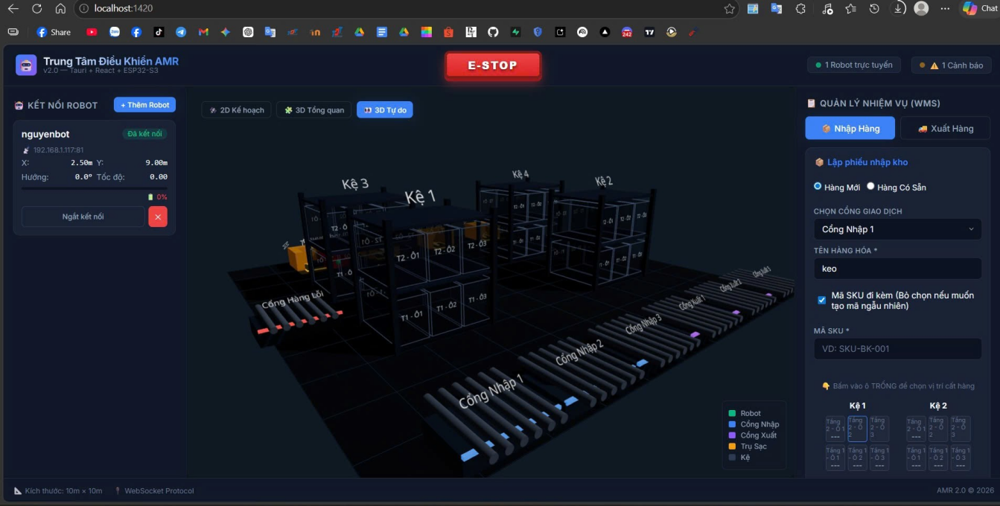 localhost:1420
Chat
Share
Trung Tâm Điều Khiển AMR
v2.0 — Tauri + React + ESP32-S3
E-STOP
1 Robot trực tuyến
1 Cảnh báo
KẾT NỐI ROBOT
+ Thêm Robot
nguyenbot
Đã kết nối
192.168.1.117:81
X: 2.50m Y: 9.00m
Hướng: 0.0° Tốc độ: 0.00
0%
Ngắt kết nối
2D Kế hoạch
3D Tổng quan
3D Tự do
Kệ 3
Kệ 1
Kệ 4
Kệ 2
T2 - Ô1
T2 - Ô2
T2 - Ô3
T1 - Ô1
T1 - Ô2
T1 - Ô3
Cổng Hàng Lỗi
Cổng Nhập 1
Cổng Nhập 2
Cổng Nhập 3
Cổng Xuất 1
Robot
Cổng Nhập
Cổng Xuất
Trụ Sạc
Kệ
QUẢN LÝ NHIỆM VỤ (WMS)
Nhập Hàng
Xuất Hàng
Lập phiếu nhập kho
Hàng Mới
Hàng Có Sẵn
CHỌN CỔNG GIAO DỊCH
Cổng Nhập 1
TÊN HÀNG HÓA *
keo
Mã SKU đi kèm (Bỏ chọn nếu muốn
tạo mã ngẫu nhiên)
MÃ SKU *
VD: SKU-BK-001
Bấm vào ô TRỐNG để chọn vị trí cất hàng
Kệ 1
Kệ 2
Tầng 2 - Ô 1
---
Tầng 2 - Ô 2
Tầng 2 - Ô 3
Tầng 2 - Ô 1
---
Tầng 2 - Ô 2
Tầng 2 - Ô 3
Tầng 1 - Ô 1
---
Tầng 1 - Ô 2
---
Tầng 1 - Ô 3
---
Tầng 1 - Ô 1
---
Tầng 1 - Ô 2
---
Tầng 1 - Ô 3
---
Kích thước: 10m × 10m
WebSocket Protocol
AMR 2.0 © 2026